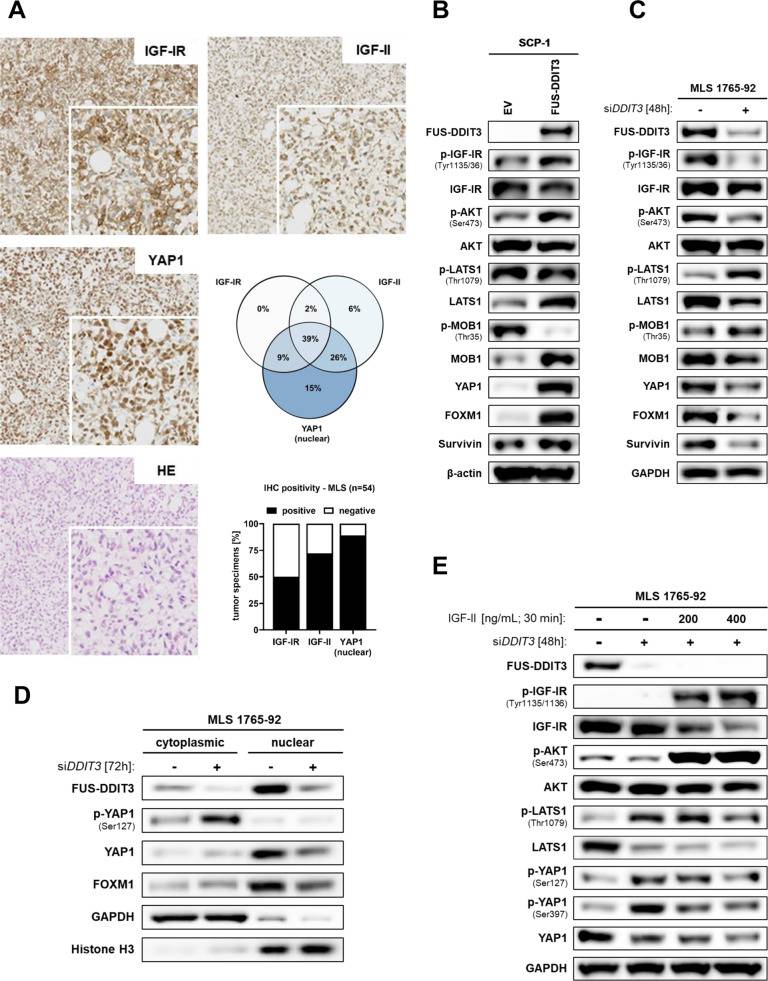 A
IGF-IR
IGF-II
YAP1
IGF-IR
IGF-II
0%
2%
6%
39%
9%
26%
15%
YAP1
(nuclear)
HE
IHC positivity - MLS (n=54)
positive
negative
tumor specimens [%]
100
75
50
25
0
IGF-IR
IGF-II
YAP1
(nuclear)
B
SCP-1
EV
FUS-DDIT3
FUS-DDIT3
p-IGF-IR
(Tyr1135/36)
IGF-IR
p-AKT
(Ser473)
AKT
p-LATS1
(Thr1079)
LATS1
p-MOB1
(Thr35)
MOB1
YAP1
FOXM1
Survivin
β-actin
C
MLS 1765-92
siDDIT3 [48h]: - +
FUS-DDIT3
p-IGF-IR
(Tyr1135/36)
IGF-IR
p-AKT
(Ser473)
AKT
p-LATS1
(Thr1079)
LATS1
p-MOB1
(Thr35)
MOB1
YAP1
FOXM1
Survivin
GAPDH
D
MLS 1765-92
cytoplasmic nuclear
siDDIT3 [72h]: - + - +
FUS-DDIT3
p-YAP1
(Ser127)
YAP1
FOXM1
GAPDH
Histone H3
E
MLS 1765-92
IGF-II [ng/mL; 30 min]: - - 200 400
siDDIT3 [48h]: - + + +
FUS-DDIT3
p-IGF-IR
(Tyr1135/1136)
IGF-IR
p-AKT
(Ser473)
AKT
p-LATS1
(Thr1079)
LATS1
p-YAP1
(Ser127)
p-YAP1
(Ser397)
YAP1
GAPDH